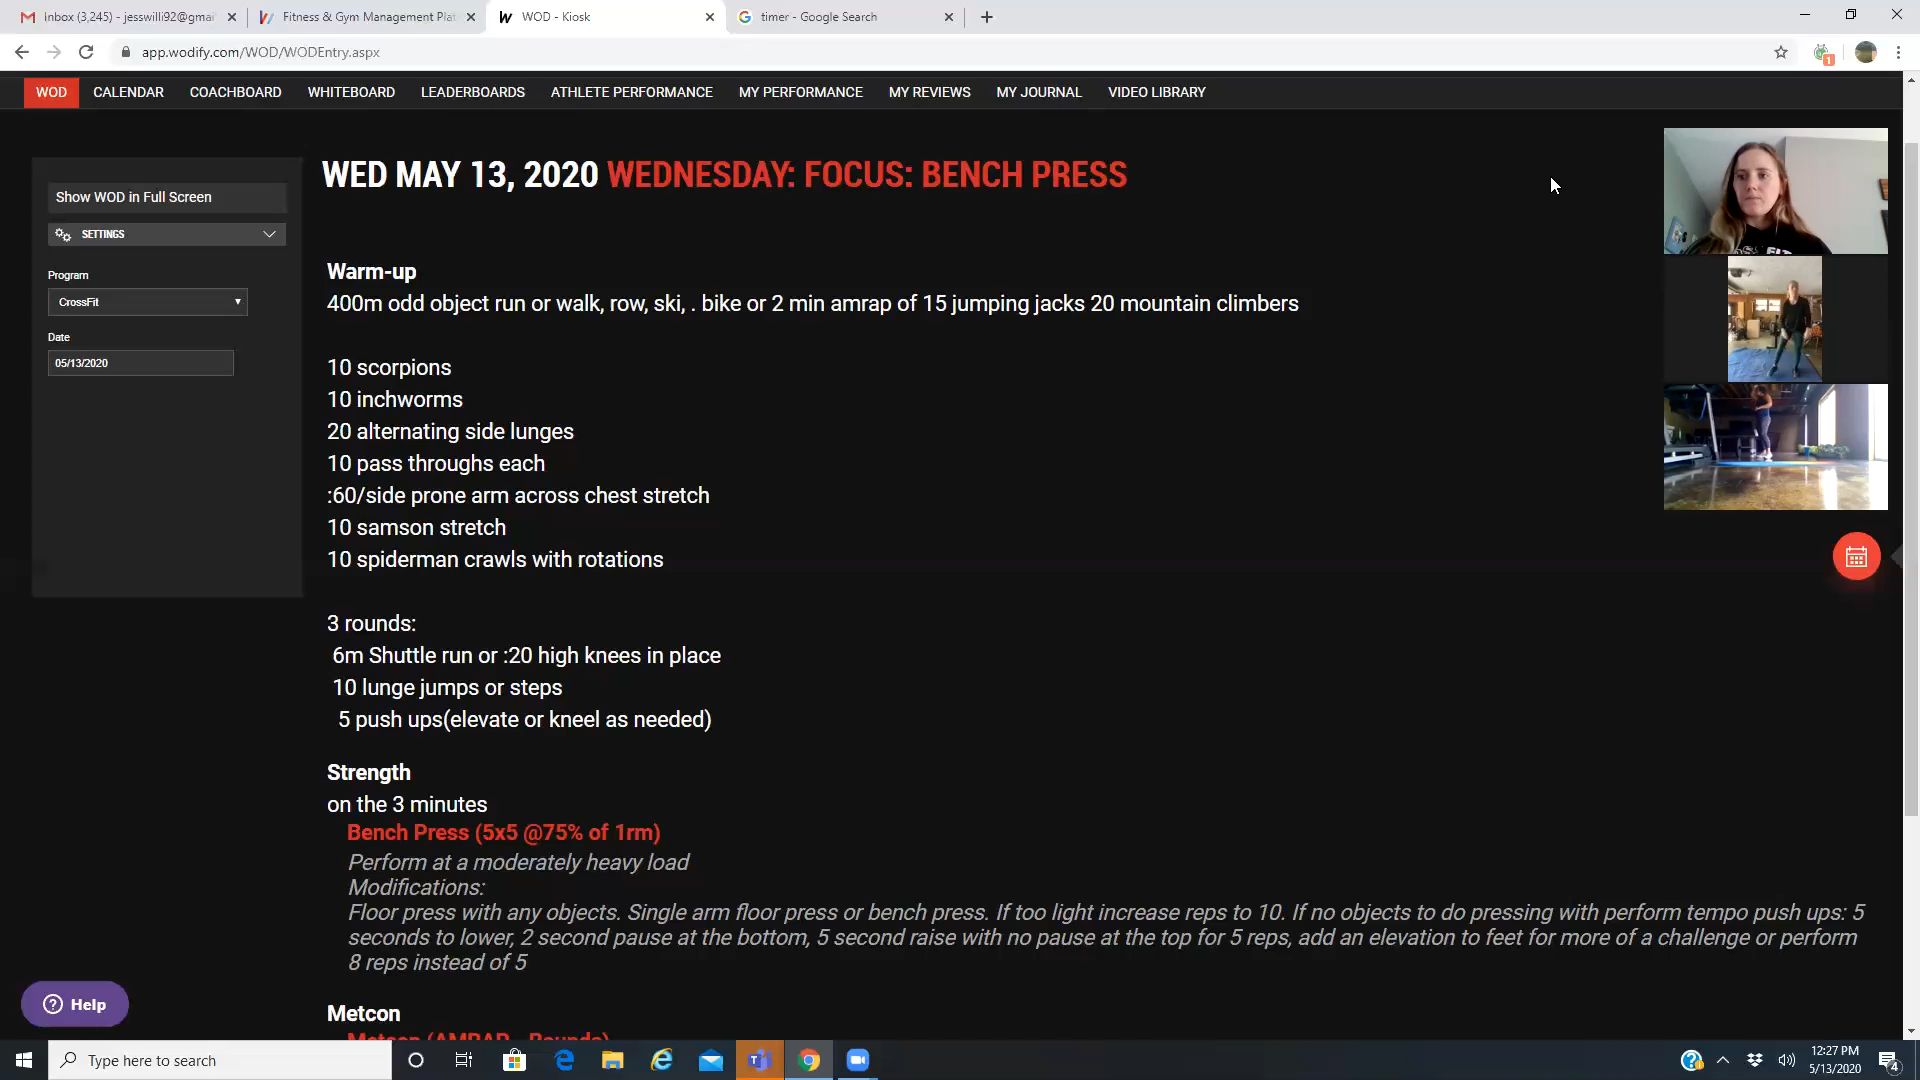 Inbox (3,245) - jesswilli92@gmai
Fitness & Gym Management Plat
WOD - Kiosk
timer - Google Search
app.wodify.com/WOD/WODEntry.aspx
1
WOD CALENDAR COACHBOARD WHITEBOARD LEADERBOARDS ATHLETE PERFORMANCE MY PERFORMANCE MY REVIEWS MY JOURNAL VIDEO LIBRARY
Show WOD in Full Screen
SETTINGS
Program
CrossFit
Date
05/13/2020
WED MAY 13, 2020 WEDNESDAY: FOCUS: BENCH PRESS
Warm-up
400m odd object run or walk, row, ski, . bike or 2 min amrap of 15 jumping jacks 20 mountain climbers
10 scorpions
10 inchworms
20 alternating side lunges
10 pass throughs each
:60/side prone arm across chest stretch
10 samson stretch
10 spiderman crawls with rotations
3 rounds:
6m Shuttle run or :20 high knees in place
10 lunge jumps or steps
5 push ups(elevate or kneel as needed)
Strength
on the 3 minutes
Bench Press (5x5 @75% of 1rm)
Perform at a moderately heavy load
Modifications:
Floor press with any objects. Single arm floor press or bench press. If too light increase reps to 10. If no objects to do pressing with perform tempo push ups: 5
seconds to lower, 2 second pause at the bottom, 5 second raise with no pause at the top for 5 reps, add an elevation to feet for more of a challenge or perform
8 reps instead of 5
Metcon
Metcon (AMRAP - Rounds)
Help
Type here to search
12:27 PM
5/13/2020
4